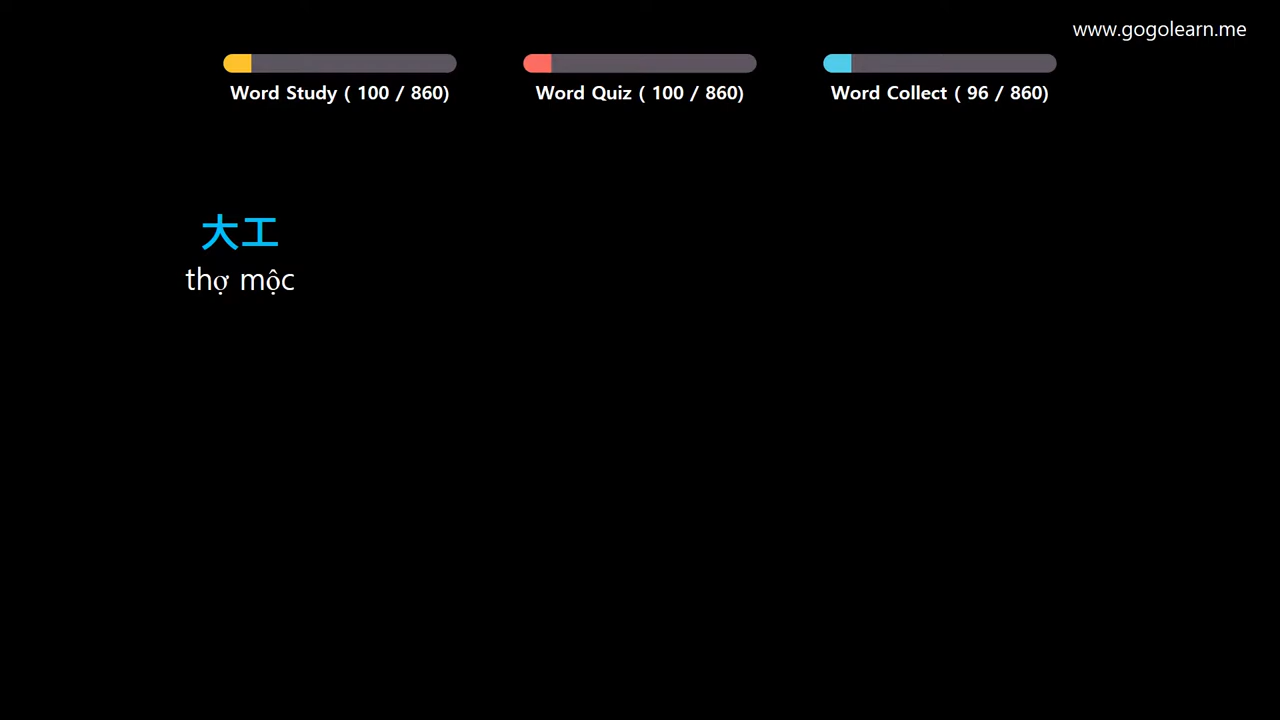 www.gogolearn.me
Word Study ( 100 / 860)
Word Quiz ( 100 / 860)
Word Collect ( 96 / 860)
大工
thợ mộc